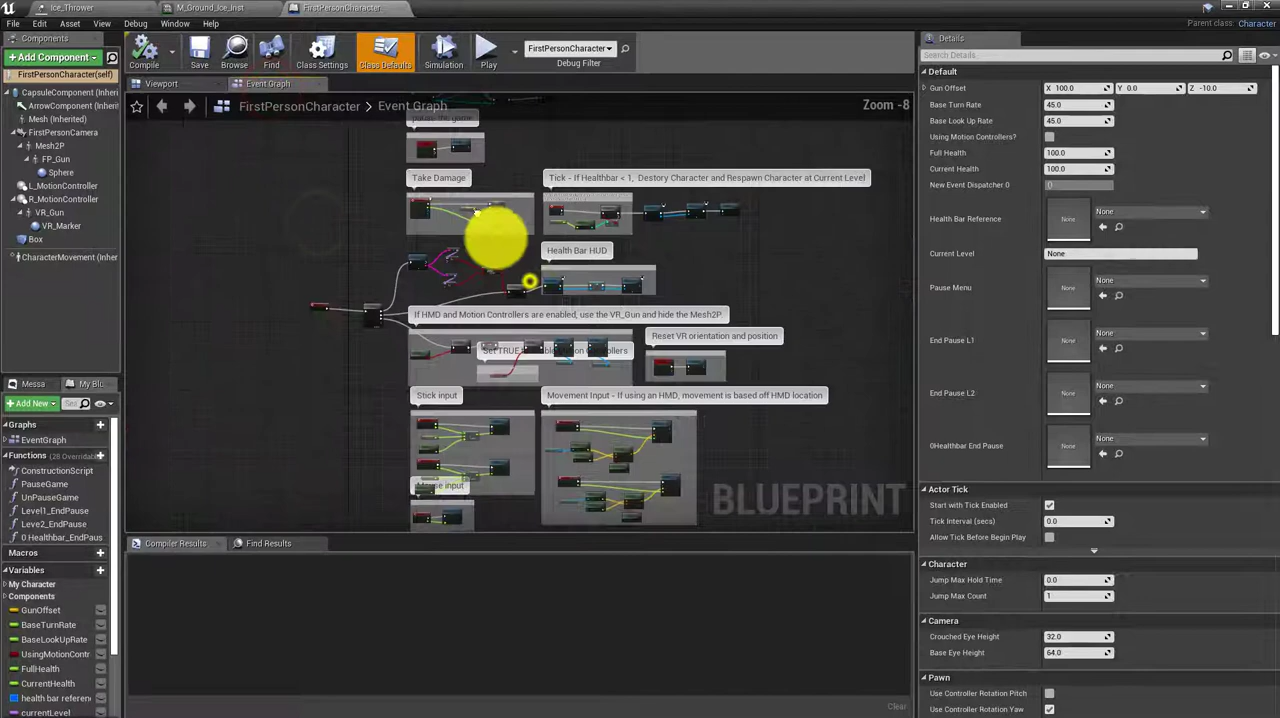 Ice_Thrower
M_Ground_Ice_Inst
FirstPersonCharacter
File
Edit
Asset
View
Debug
Window
Help
Parent class: Character
Components
Add Component
FirstPersonCharacter(self)
CapsuleComponent (Inheri
ArrowComponent (Inherite
Mesh (Inherited)
FirstPersonCamera
Mesh2P
FP_Gun
Sphere
L_MotionController
R_MotionController
VR_Gun
VR_Marker
Box
CharacterMovement (Inheri
Compile
Save
Browse
Find
Class Settings
Class Defaults
Simulation
Play
FirstPersonCharacter
Debug Filter
Viewport
Event Graph
FirstPersonCharacter
Event Graph
Zoom -8
Take Damage
Tick - If Healthbar < 1, Destory Character and Respawn Character at Current Level
Health Bar HUD
If HMD and Motion Controllers are enabled, use the VR_Gun and hide the Mesh2P.
Reset VR orientation and position
Stick input
Movement Input - If using an HMD, movement is based off HMD location
input
BLUEPRINT
Compiler Results
Find Results
Clear
Messa
My Blu
Add New
Sea
Graphs
EventGraph
Functions (28 Overridab
ConstructionScript
PauseGame
UnPauseGame
Level1_EndPause
Leve2_EndPause
0 Healthbar_EndPaus
Macros
Variables
My Character
Components
GunOffset
BaseTurnRate
BaseLookUpRate
UsingMotionContr
FullHealth
CurrentHealth
health bar referen
currentLevel
Details
Search Details
Default
Gun Offset
X 100.0
Y 0.0
Z -10.0
Base Turn Rate
45.0
Base Look Up Rate
45.0
Using Motion Controllers?
Full Health
100.0
Current Health
100.0
New Event Dispatcher 0
()
Health Bar Reference
None
None
Current Level
None
Pause Menu
None
None
End Pause L1
None
None
End Pause L2
None
None
0Healthbar End Pause
None
None
Actor Tick
Start with Tick Enabled
Tick Interval (secs)
0.0
Allow Tick Before Begin Play
Character
Jump Max Hold Time
0.0
Jump Max Count
1
Camera
Crouched Eye Height
32.0
Base Eye Height
64.0
Pawn
Use Controller Rotation Pitch
Use Controller Rotation Yaw